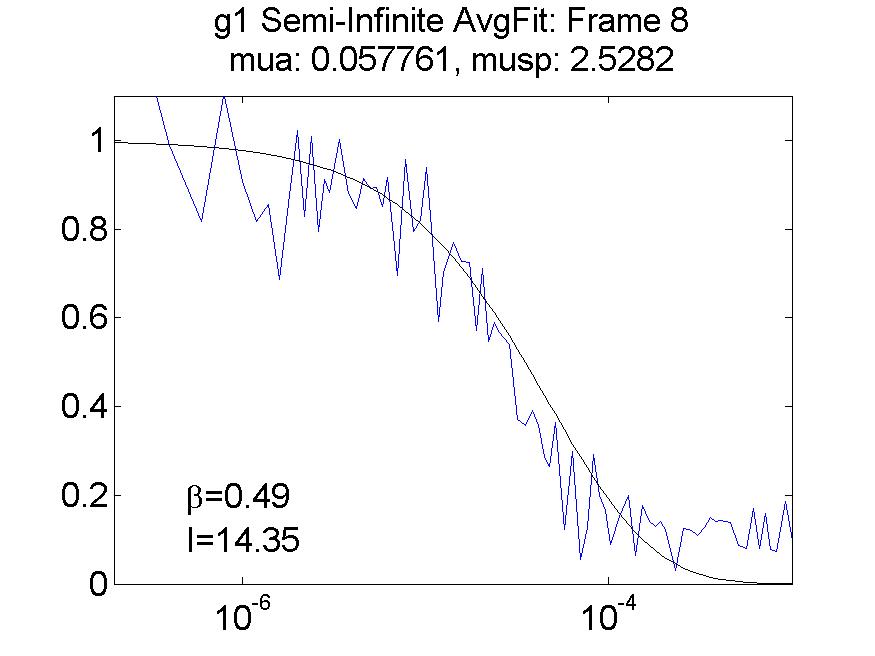 g1 Semi-Infinite AvgFit: Frame 8
mua: 0.057761, musp: 2.5282
1
0.8
0.6
0.4
0.2
0
β=0.49
I=14.35
10^-6
10^-4